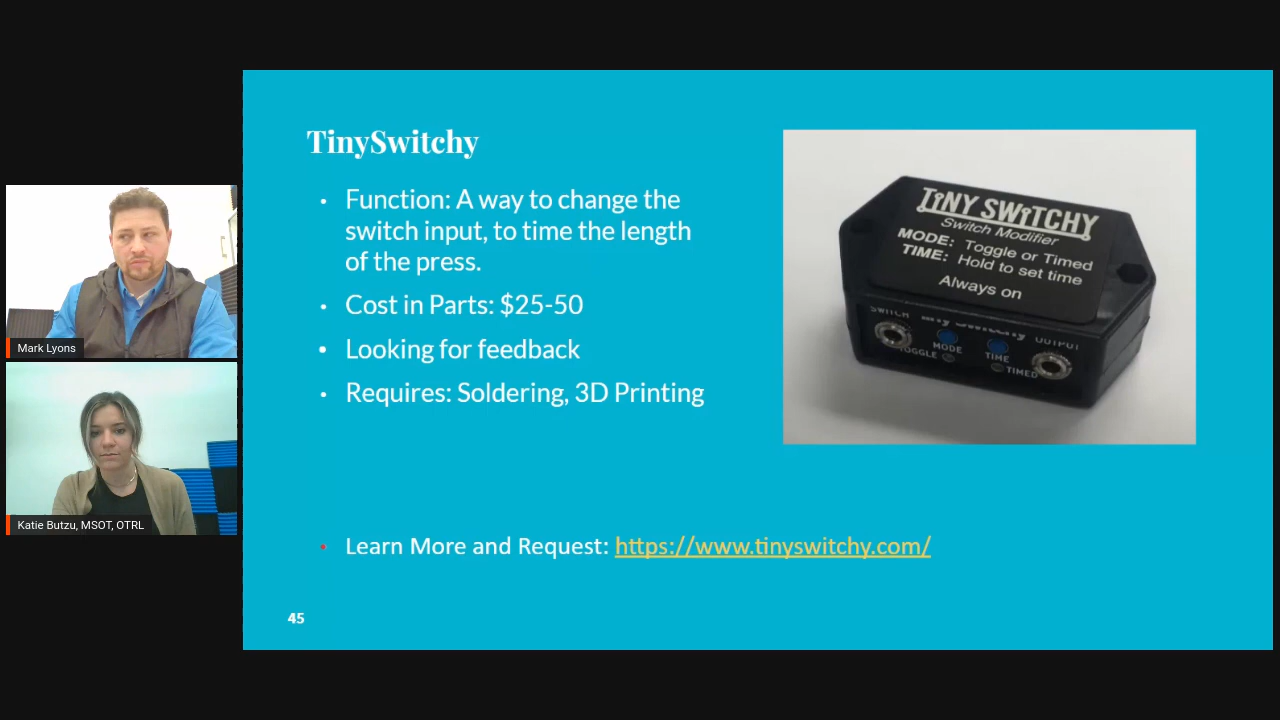 TinySwitchy
• Function: A way to change the
switch input, to time the length
of the press.
• Cost in Parts: $25-50
• Looking for feedback
• Requires: Soldering, 3D Printing
• Learn More and Request: https://www.tinyswitchy.com/
45
TiNY SWiTCHY
Switch Modifier
MODE: Toggle or Timed
TIME: Hold to set time
Always on
SWITCH
Tiny Switchy
OUTPUT
MODE
TIME
TOGGLE
TIMED
Mark Lyons
Katie Butzu, MSOT, OTRL